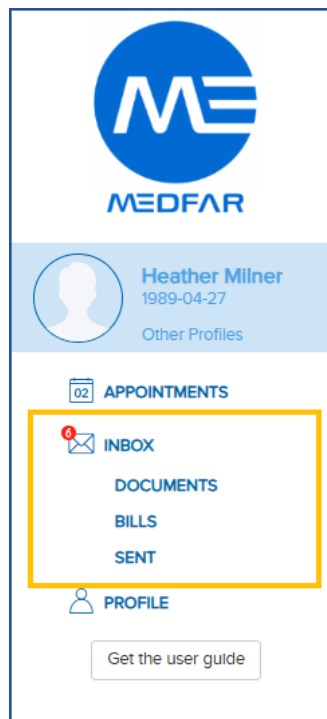 ME
MEDFAR
Heather Milner
1989-04-27
Other Profiles
02 APPOINTMENTS
6 INBOX
DOCUMENTS
BILLS
SENT
PROFILE
Get the user guide